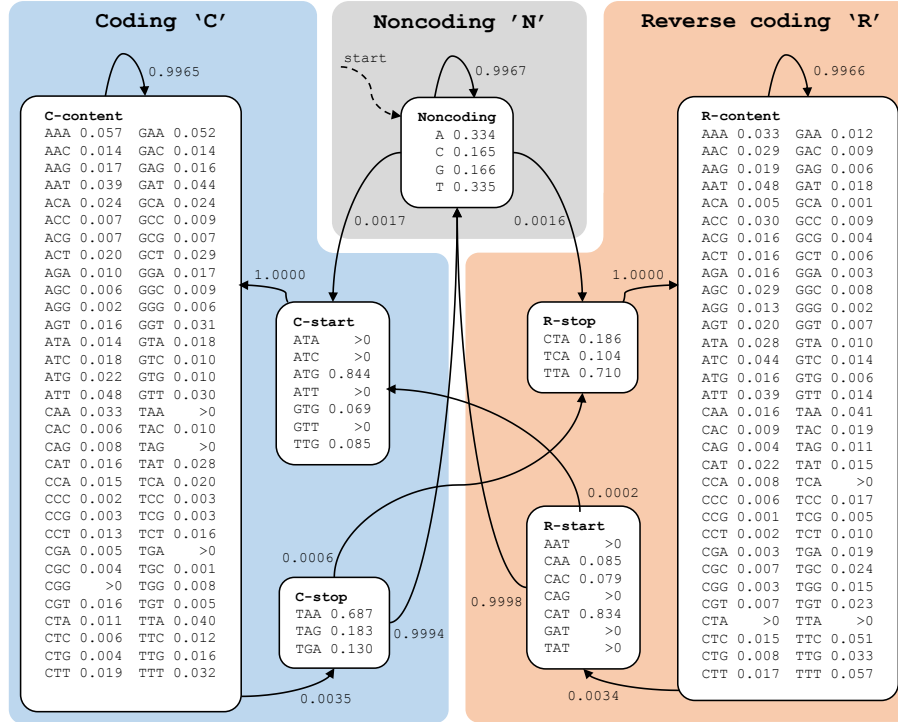 Coding ‘C’
Noncoding ’N’
Reverse coding ‘R’
start
0.9965
0.9967
0.9966
C-content
AAA 0.057 GAA 0.052
AAC 0.014 GAC 0.014
AAG 0.017 GAG 0.016
AAT 0.039 GAT 0.044
ACA 0.024 GCA 0.024
ACC 0.007 GCC 0.009
ACG 0.007 GCG 0.007
ACT 0.020 GCT 0.029
AGA 0.010 GGA 0.017
AGC 0.006 GGC 0.009
AGG 0.002 GGG 0.006
AGT 0.016 GGT 0.031
ATA 0.014 GTA 0.018
ATC 0.018 GTC 0.010
ATG 0.022 GTG 0.010
ATT 0.048 GTT 0.030
CAA 0.033 TAA >0
CAC 0.006 TAC 0.010
CAG 0.008 TAG >0
CAT 0.016 TAT 0.028
CCA 0.015 TCA 0.020
CCC 0.002 TCC 0.003
CCG 0.003 TCG 0.003
CCT 0.013 TCT 0.016
CGA 0.005 TGA >0
CGC 0.004 TGC 0.001
CGG >0 TGG 0.008
CGT 0.016 TGT 0.005
CTA 0.011 TTA 0.040
CTC 0.006 TTC 0.012
CTG 0.004 TTG 0.016
CTT 0.019 TTT 0.032
Noncoding
A 0.334
C 0.165
G 0.166
T 0.335
0.0017
0.0016
1.0000
1.0000
C-start
ATA >0
ATC >0
ATG 0.844
ATT >0
GTG 0.069
GTT >0
TTG 0.085
R-stop
CTA 0.186
TCA 0.104
TTA 0.710
0.0006
0.0002
C-stop
TAA 0.687
TAG 0.183
TGA 0.130
0.9994
0.9998
R-start
AAT >0
CAA 0.085
CAC 0.079
CAG >0
CAT 0.834
GAT >0
TAT >0
0.0035
0.0034
R-content
AAA 0.033 GAA 0.012
AAC 0.029 GAC 0.009
AAG 0.019 GAG 0.006
AAT 0.048 GAT 0.018
ACA 0.005 GCA 0.001
ACC 0.030 GCC 0.009
ACG 0.016 GCG 0.004
ACT 0.016 GCT 0.006
AGA 0.016 GGA 0.003
AGC 0.029 GGC 0.008
AGG 0.013 GGG 0.002
AGT 0.020 GGT 0.007
ATA 0.028 GTA 0.010
ATC 0.044 GTC 0.014
ATG 0.016 GTG 0.006
ATT 0.039 GTT 0.014
CAA 0.016 TAA 0.041
CAC 0.009 TAC 0.019
CAG 0.004 TAG 0.011
CAT 0.022 TAT 0.015
CCA 0.008 TCA >0
CCC 0.006 TCC 0.017
CCG 0.001 TCG 0.005
CCT 0.002 TCT 0.010
CGA 0.003 TGA 0.019
CGC 0.007 TGC 0.024
CGG 0.003 TGG 0.015
CGT 0.007 TGT 0.023
CTA >0 TTA >0
CTC 0.015 TTC 0.051
CTG 0.008 TTG 0.033
CTT 0.017 TTT 0.057